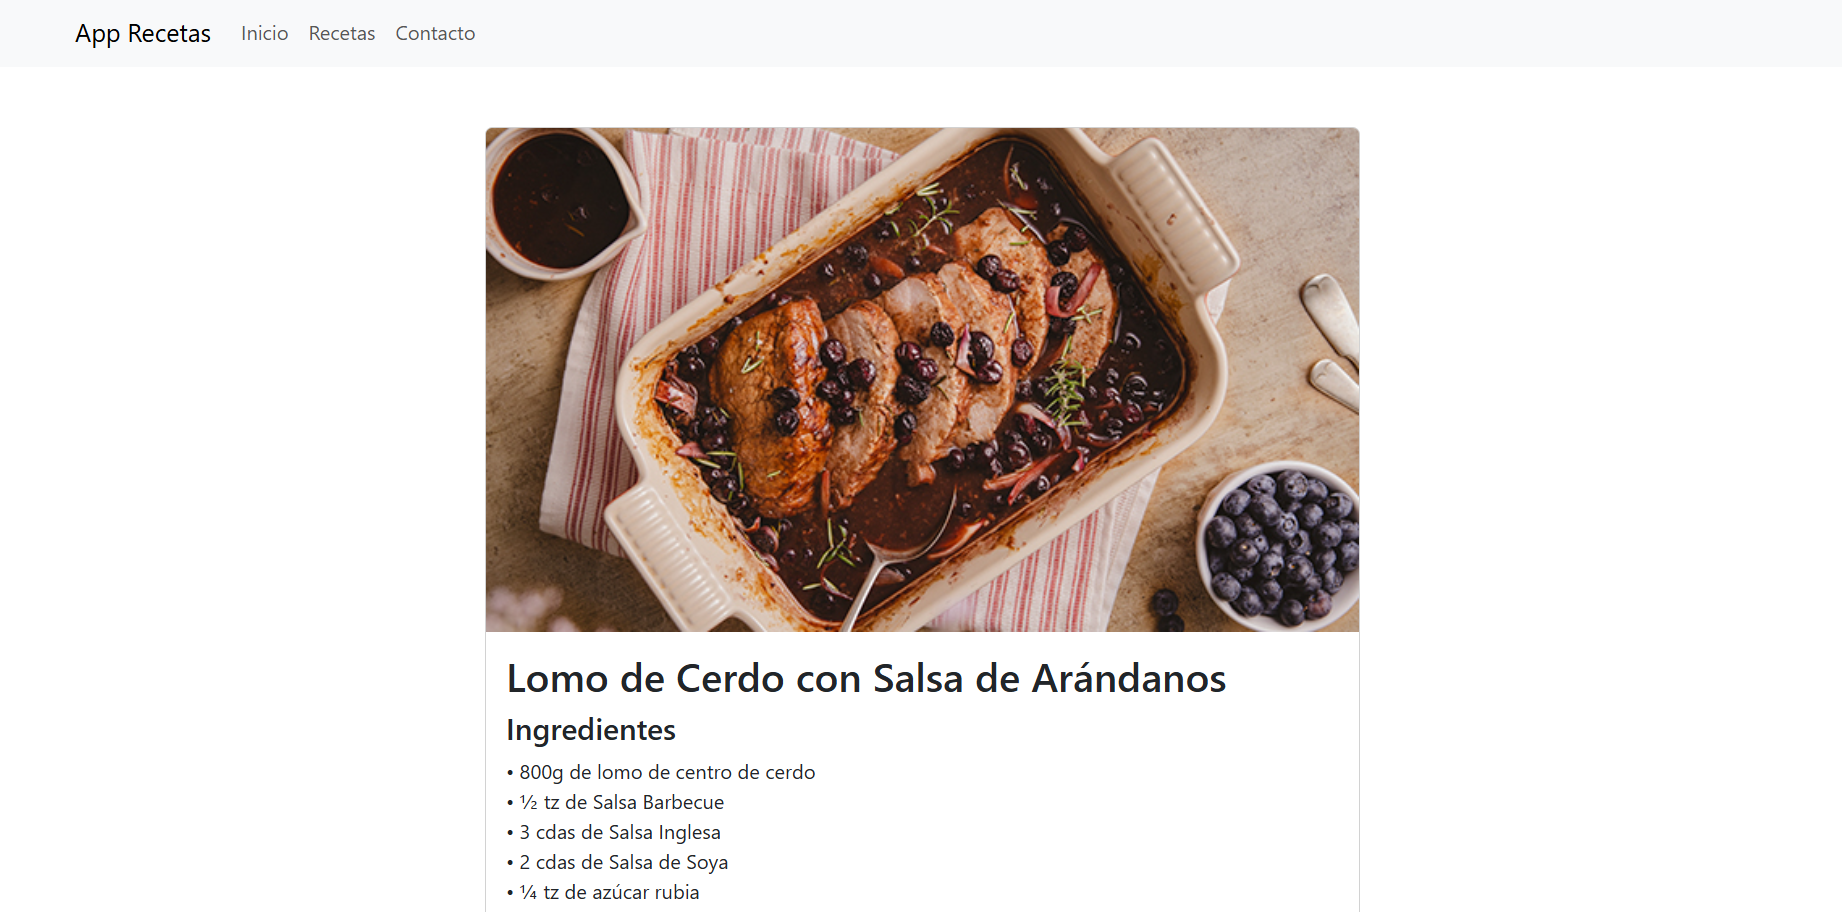 App Recetas Inicio Recetas Contacto
Lomo de Cerdo con Salsa de Arándanos
Ingredientes
• 800g de lomo de centro de cerdo
• ½ tz de Salsa Barbecue
• 3 cdas de Salsa Inglesa
• 2 cdas de Salsa de Soya
• ¼ tz de azúcar rubia